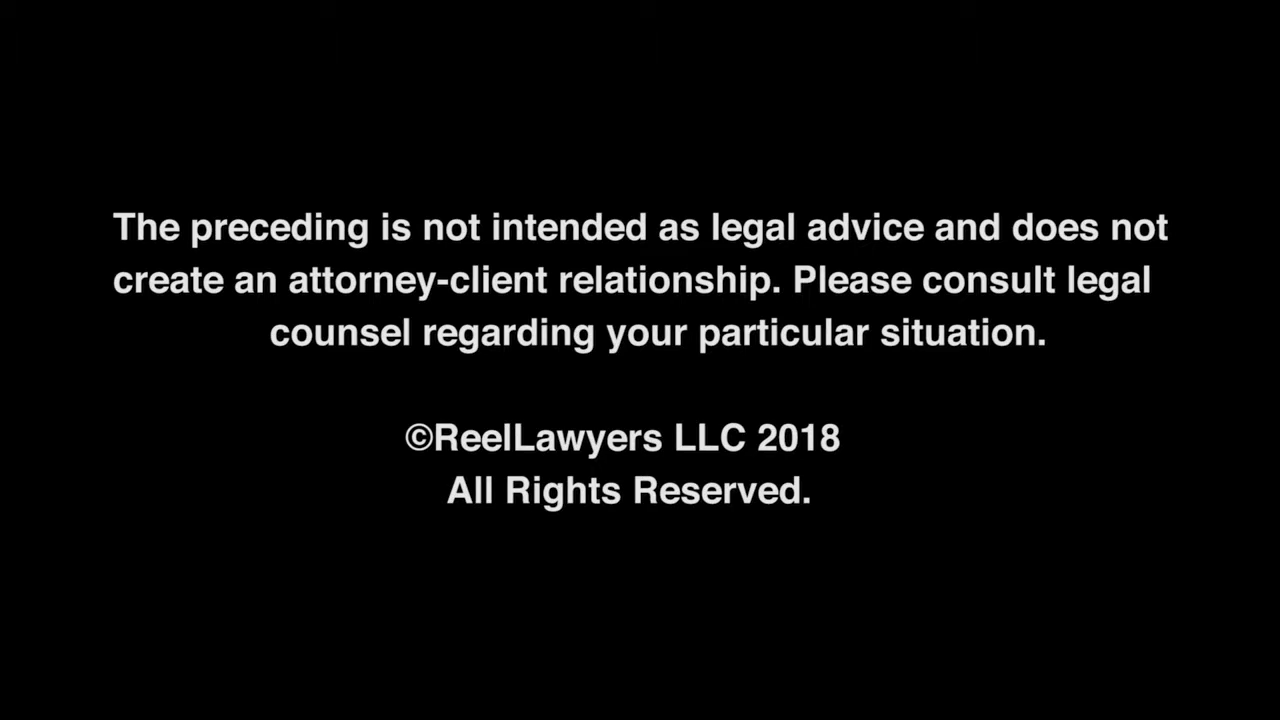 The preceding is not intended as legal advice and does not
create an attorney-client relationship. Please consult legal
counsel regarding your particular situation.
©ReelLawyers LLC 2018
All Rights Reserved.